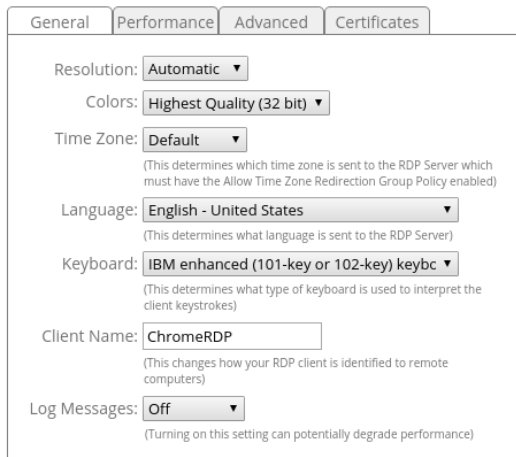 General Performance Advanced Certificates
Resolution: Automatic
Colors: Highest Quality (32 bit)
Time Zone: Default
(This determines which time zone is sent to the RDP Server which
must have the Allow Time Zone Redirection Group Policy enabled)
Language: English - United States
(This determines what language is sent to the RDP Server)
Keyboard: IBM enhanced (101-key or 102-key) keybc
(This determines what type of keyboard is used to interpret the
client keystrokes)
Client Name: ChromeRDP
(This changes how your RDP client is identified to remote
computers)
Log Messages: Off
(Turning on this setting can potentially degrade performance)